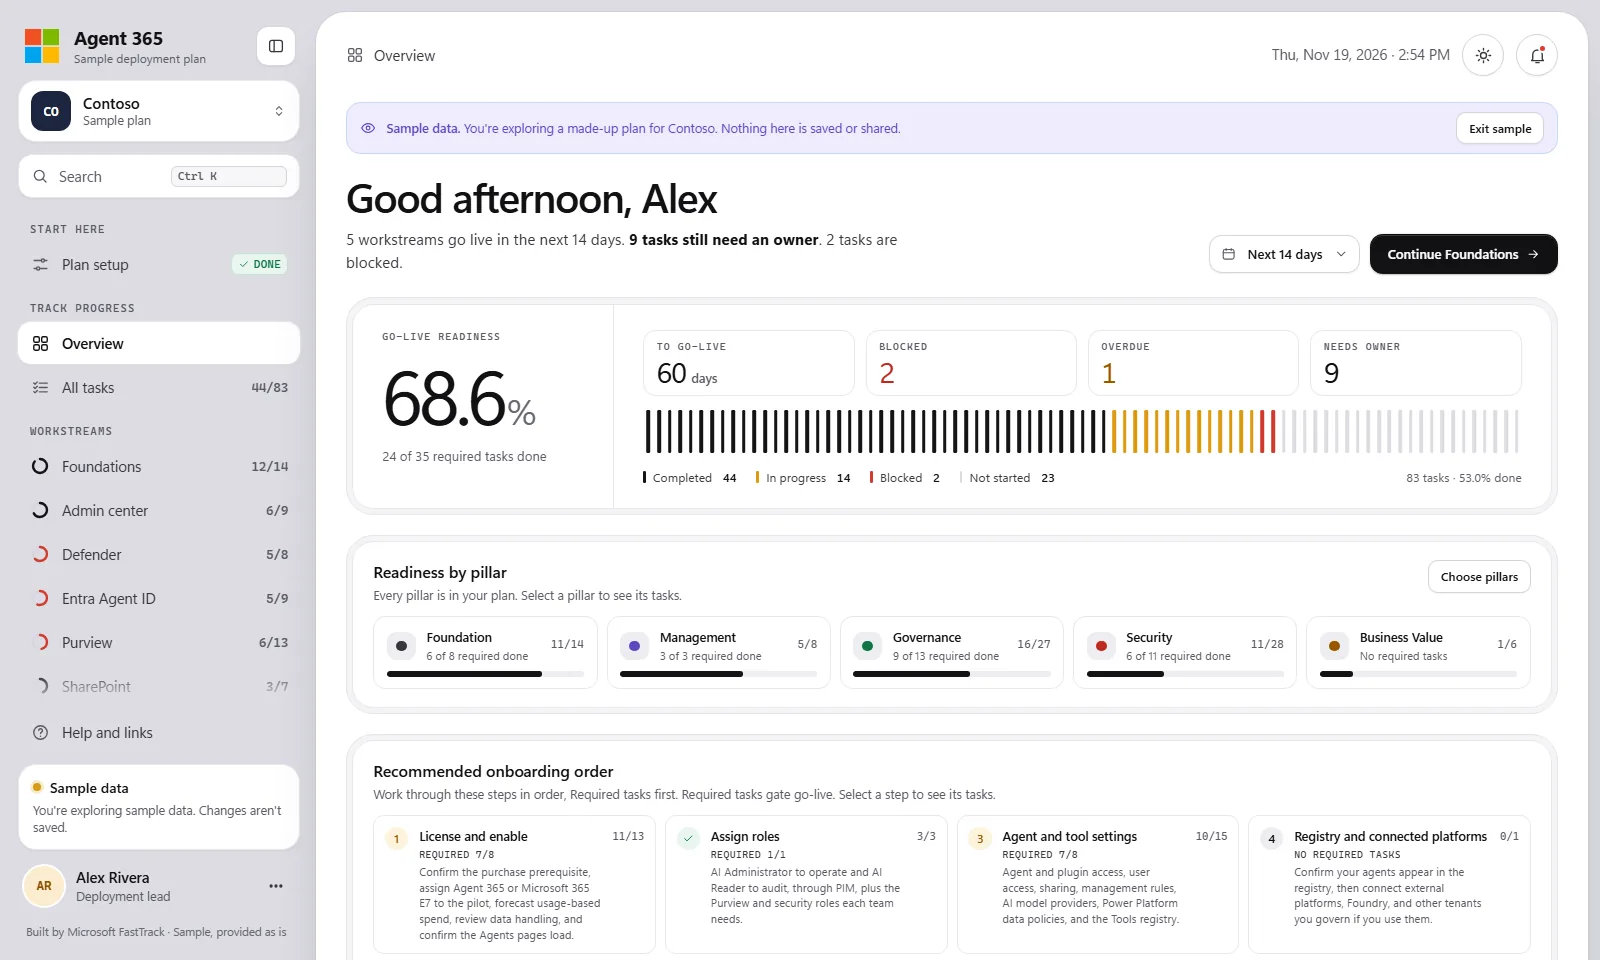 Agent 365
Sample deployment plan
CO
Contoso
Sample plan
Search
Ctrl K
START HERE
Plan setup
DONE
TRACK PROGRESS
Overview
All tasks
44/83
WORKSTREAMS
Foundations
12/14
Admin center
6/9
Defender
5/8
Entra Agent ID
5/9
Purview
6/13
SharePoint
3/7
Help and links
Sample data
You're exploring sample data. Changes aren't
saved.
AR
Alex Rivera
Deployment lead
Built by Microsoft FastTrack · Sample, provided as is
Overview
Thu, Nov 19, 2026 · 2:54 PM
Sample data. You're exploring a made-up plan for Contoso. Nothing here is saved or shared.
Exit sample
Good afternoon, Alex
5 workstreams go live in the next 14 days. 9 tasks still need an owner. 2 tasks are
blocked.
Next 14 days
Continue Foundations
GO-LIVE READINESS
68.6%
24 of 35 required tasks done
TO GO-LIVE
60 days
BLOCKED
2
OVERDUE
1
NEEDS OWNER
9
Completed 44
In progress 14
Blocked 2
Not started 23
83 tasks · 53.0% done
Readiness by pillar
Every pillar is in your plan. Select a pillar to see its tasks.
Choose pillars
Foundation
6 of 8 required done
11/14
Management
3 of 3 required done
5/8
Governance
9 of 13 required done
16/27
Security
6 of 11 required done
11/28
Business Value
No required tasks
1/6
Recommended onboarding order
Work through these steps in order, Required tasks first. Required tasks gate go-live. Select a step to see its tasks.
1
License and enable
11/13
REQUIRED 7/8
Confirm the purchase prerequisite,
assign Agent 365 or Microsoft 365
E7 to the pilot, forecast usage-based
spend, review data handling, and
confirm the Agents pages load.
Assign roles
3/3
REQUIRED 1/1
AI Administrator to operate and AI
Reader to audit, through PIM, plus the
Purview and security roles each team
needs.
3
Agent and tool settings
10/15
REQUIRED 7/8
Agent and plugin access, user
access, sharing, management rules,
AI model providers, Power Platform
data policies, and the Tools registry.
4
Registry and connected platforms
0/1
NO REQUIRED TASKS
Confirm your agents appear in the
registry, then connect external
platforms, Foundry, and other tenants
you govern if you use them.